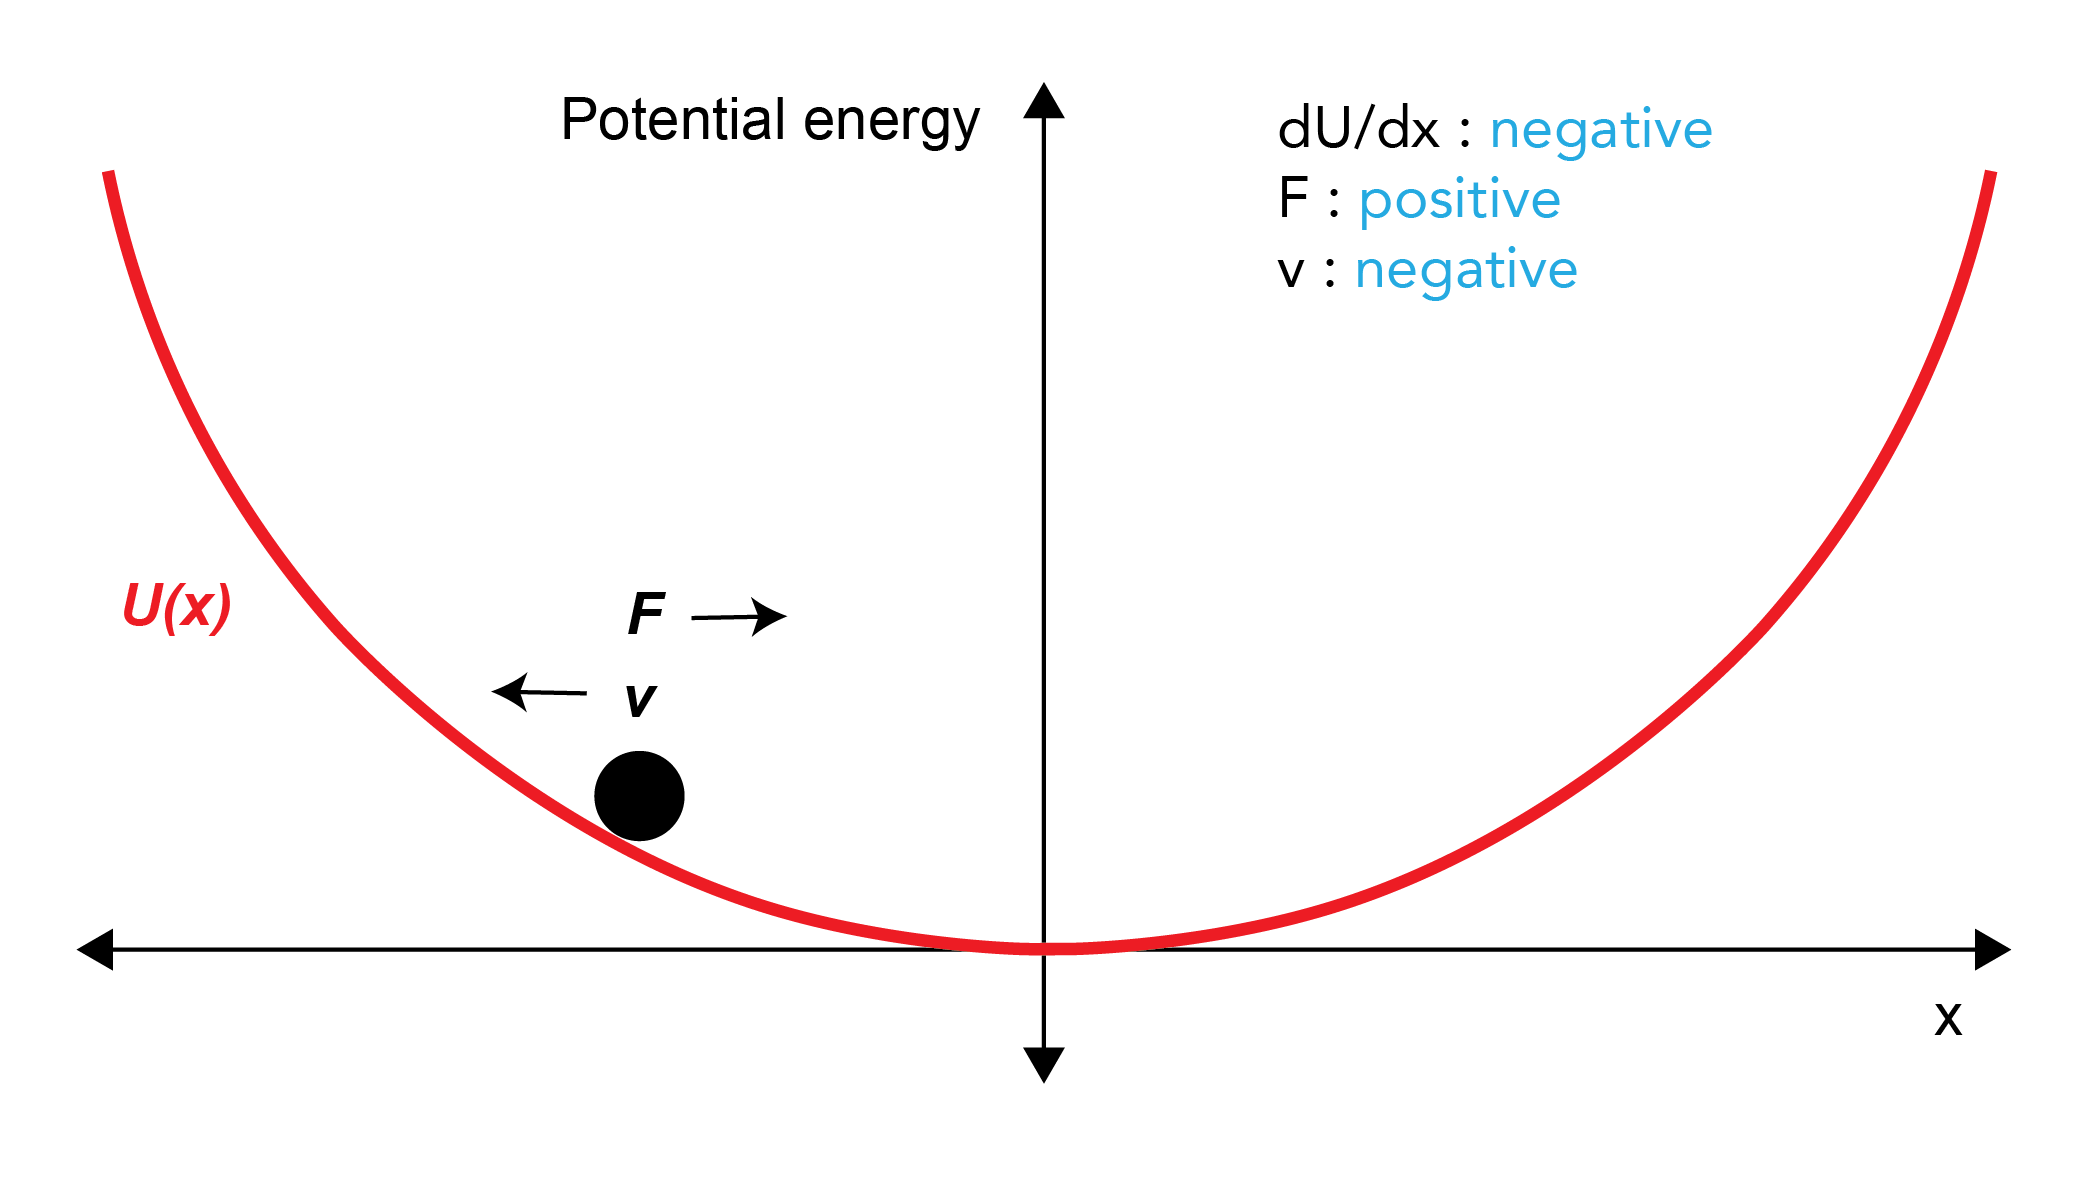 Potential energy
dU/dx : negative
F : positive
v : negative
U(x)
F
v
x